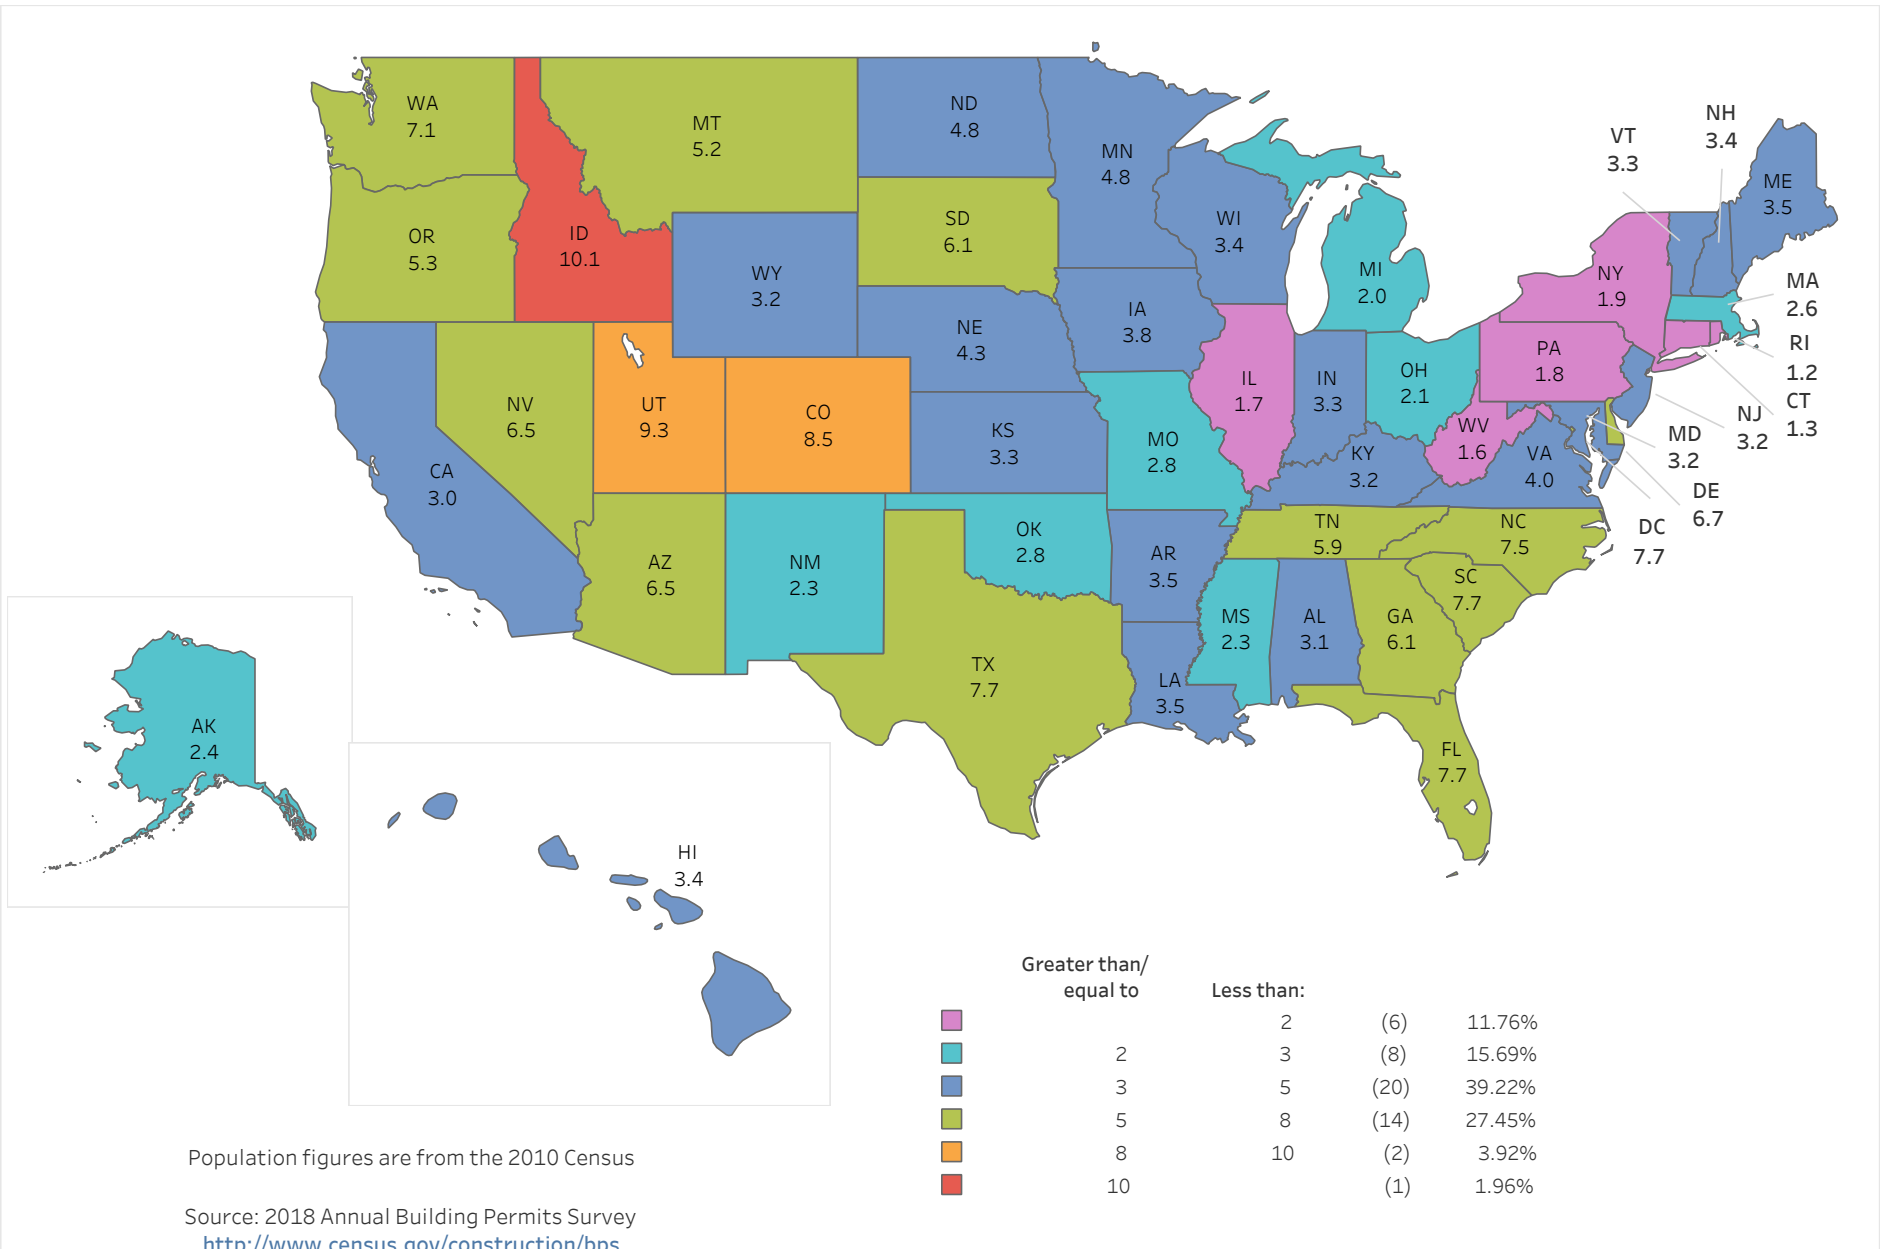 WA
7.1
MT
5.2
ND
4.8
MN
4.8
ID
10.1
OR
5.3
SD
6.1
WI
3.4
WY
3.2
MI
2.0
NE
4.3
IA
3.8
NV
6.5
UT
9.3
CO
8.5
CA
3.0
KS
3.3
MO
2.8
IL
1.7
IN
3.3
OH
2.1
PA
1.8
NY
1.9
VT
3.3
NH
3.4
ME
3.5
MA
2.6
RI
1.2
CT
1.3
NJ
3.2
MD
3.2
DE
6.7
DC
7.7
WV
1.6
VA
4.0
KY
3.2
TN
5.9
NC
7.5
SC
7.7
AZ
6.5
NM
2.3
OK
2.8
AR
3.5
MS
2.3
AL
3.1
GA
6.1
TX
7.7
LA
3.5
FL
7.7
AK
2.4
HI
3.4
Greater than/
equal to Less than:
2 (6) 11.76%
2 3 (8) 15.69%
3 5 (20) 39.22%
5 8 (14) 27.45%
8 10 (2) 3.92%
10 (1) 1.96%
Population figures are from the 2010 Census
Source: 2018 Annual Building Permits Survey
http://www.census.gov/construction/bps